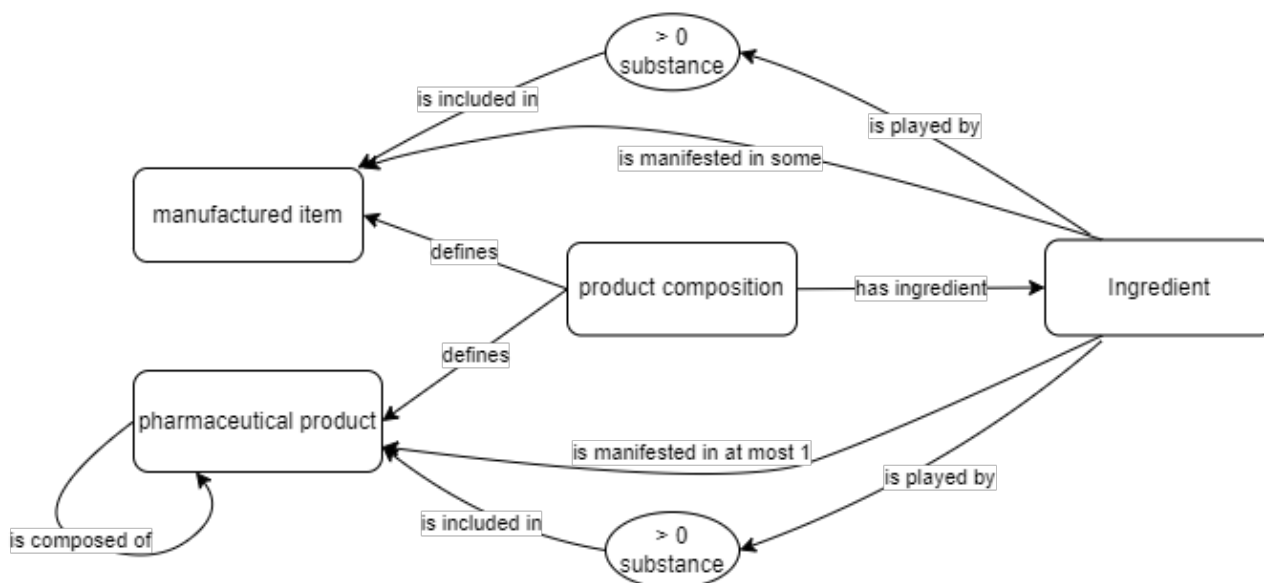 > 0
substance
is included in
is played by
is manifested in some
manufactured item
defines
product composition
has ingredient
Ingredient
defines
pharmaceutical product
is manifested in at most 1
is played by
is included in
is composed of
> 0
substance